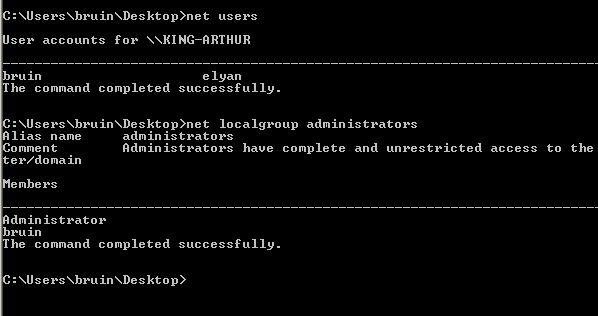 C:\Users\bruin\Desktop>net users
User accounts for \\KING-ARTHUR
-------------------------------------------------------------------------------
bruin                    elyan
The command completed successfully.
C:\Users\bruin\Desktop>net localgroup administrators
Alias name     administrators
Comment        Administrators have complete and unrestricted access to the
ter/domain
Members
-------------------------------------------------------------------------------
Administrator
bruin
The command completed successfully.
C:\Users\bruin\Desktop>